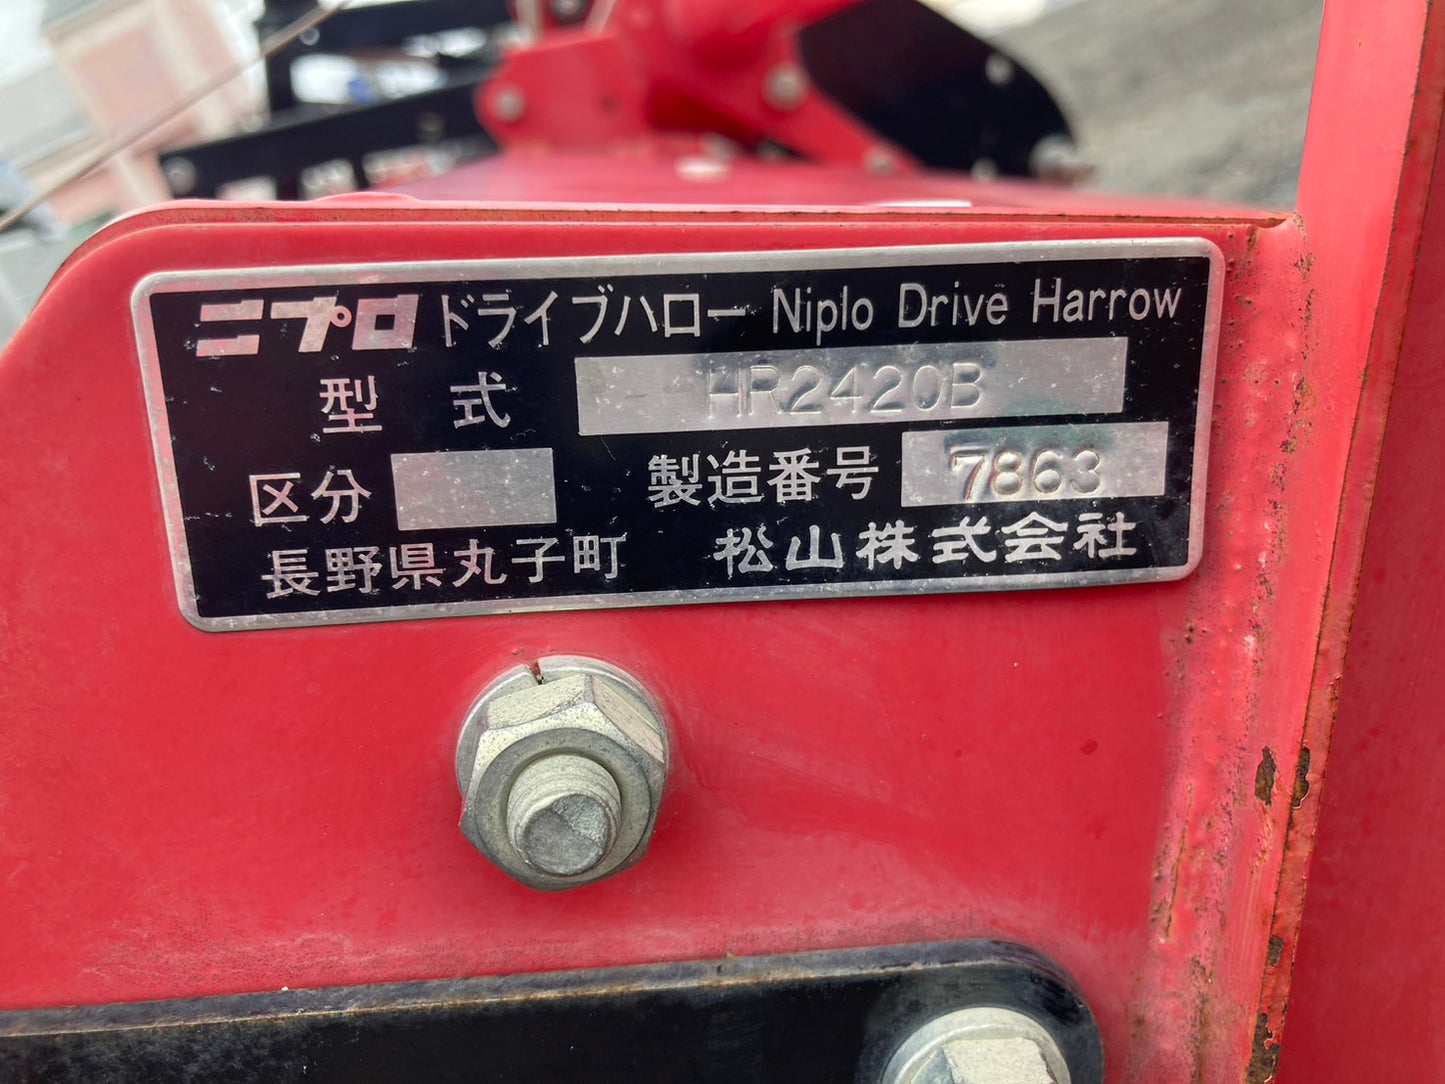 ニプロ ドライブハロー Niplo Drive Harrow
型式 HR2420B
区分 製造番号 7863
長野県丸子町 松山株式会社